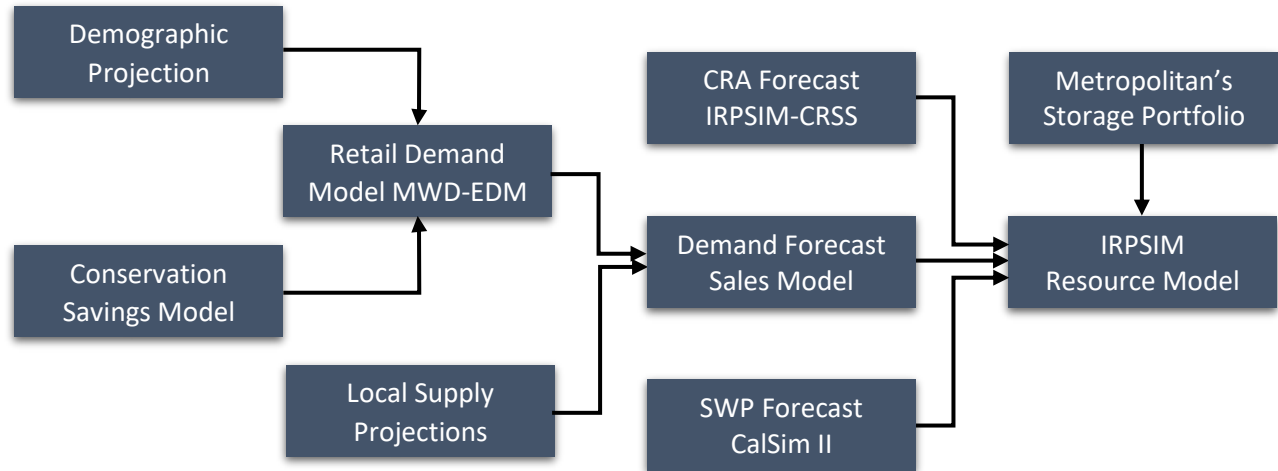 Demographic
Projection
Conservation
Savings Model
Retail Demand
Model MWD-EDM
Local Supply
Projections
CRA Forecast
IRPSIM-CRSS
Demand Forecast
Sales Model
SWP Forecast
CalSim II
Metropolitan’s
Storage Portfolio
IRPSIM
Resource Model